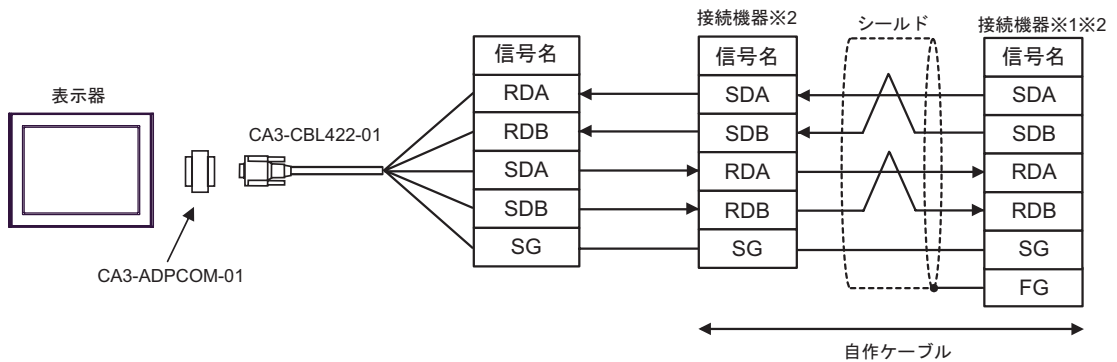 表示器
CA3-ADPCOM-01
CA3-CBL422-01
信号名
RDA
RDB
SDA
SDB
SG
接続機器※2
信号名
SDA
SDB
RDA
RDB
SG
シールド
接続機器※1※2
信号名
SDA
SDB
RDA
RDB
SG
FG
自作ケーブル